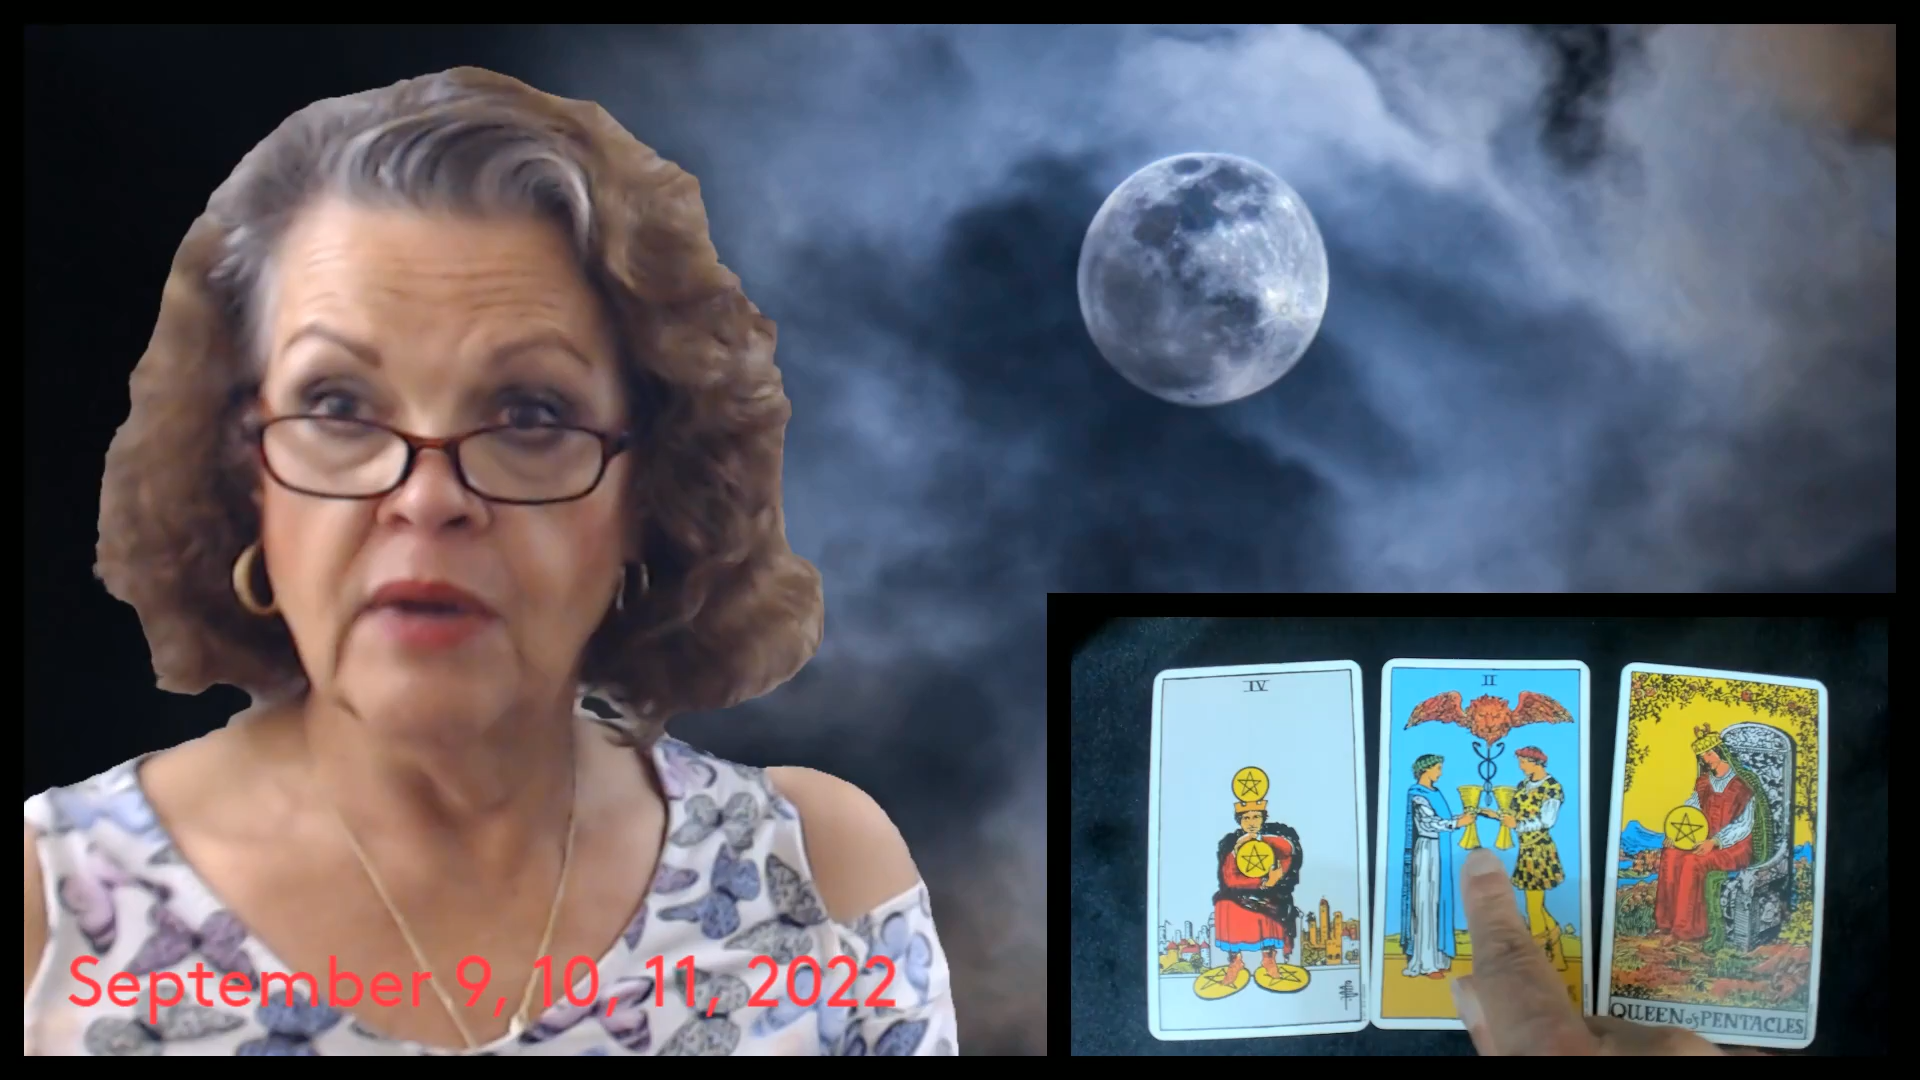 September 9, 10, 11, 2022
IV
II
QUEEN of PENTACLES